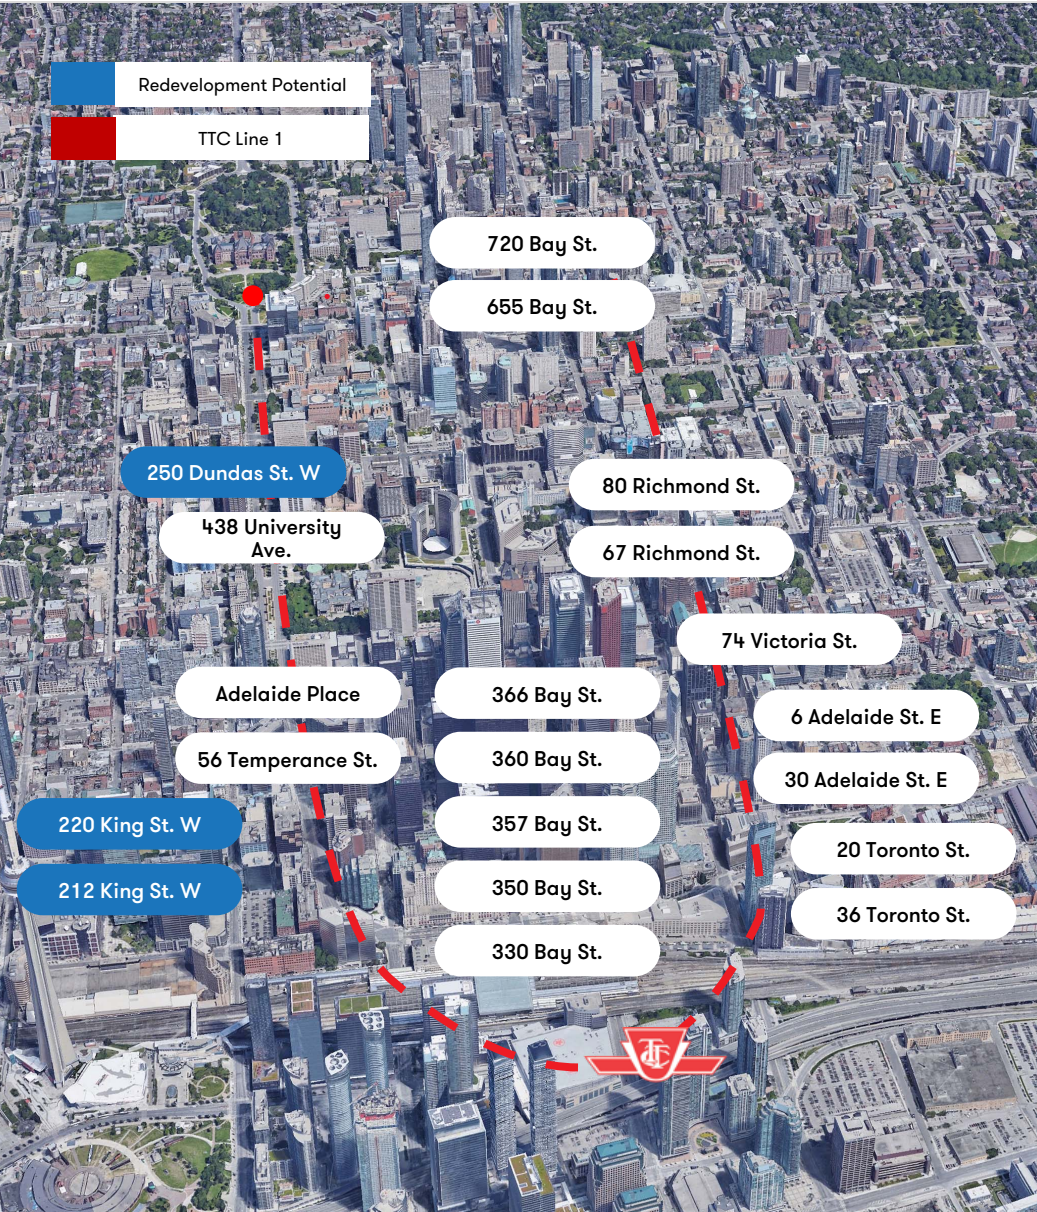 Redevelopment Potential
TTC Line 1
720 Bay St.
655 Bay St.
250 Dundas St. W
80 Richmond St.
438 University
Ave.
67 Richmond St.
74 Victoria St.
Adelaide Place
366 Bay St.
6 Adelaide St. E
56 Temperance St.
360 Bay St.
30 Adelaide St. E
220 King St. W
357 Bay St.
20 Toronto St.
212 King St. W
350 Bay St.
36 Toronto St.
330 Bay St.
TTC